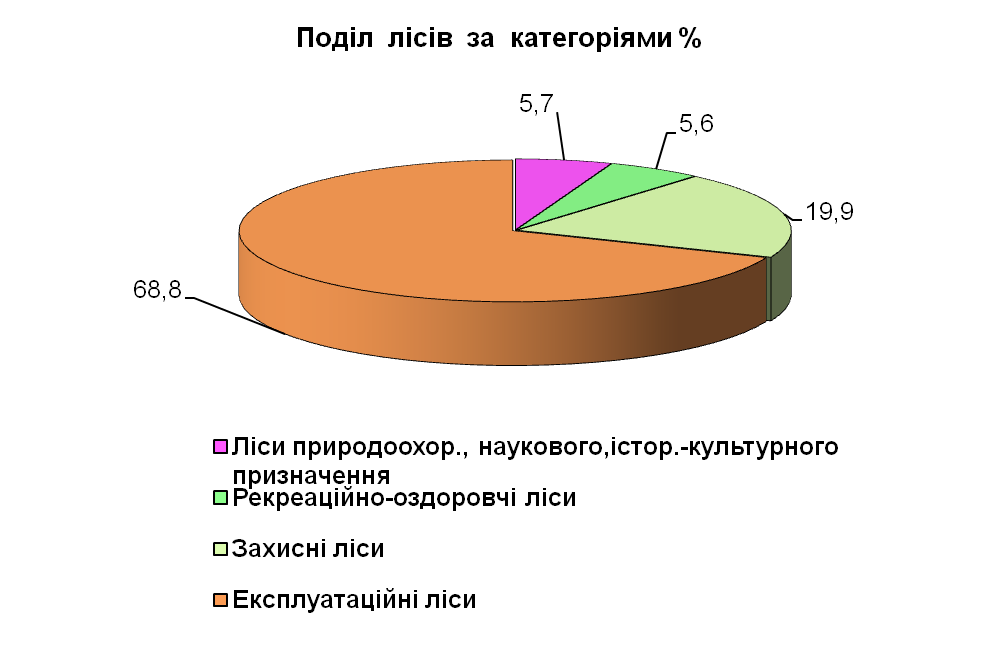 Поділ лісів за категоріями %
5,7
5,6
19,9
68,8
Ліси природоохор., наукового,істор.-культурного
призначення
Рекреаційно-оздоровчі ліси
Захисні ліси
Експлуатаційні ліси